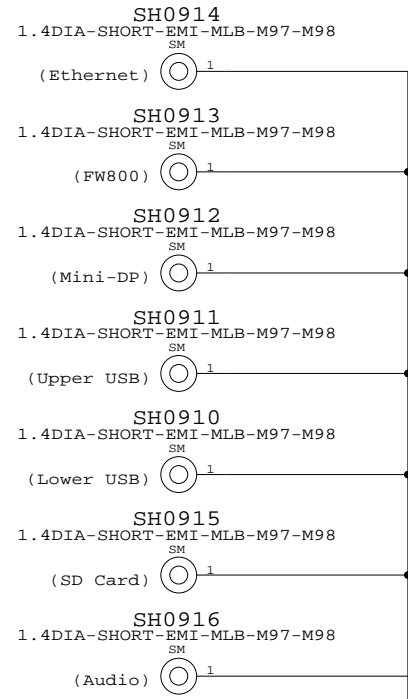 SH0914
1.4DIA-SHORT-EMI-MLB-M97-M98
SM
(Ethernet) 1
SH0913
1.4DIA-SHORT-EMI-MLB-M97-M98
SM
(FW800) 1
SH0912
1.4DIA-SHORT-EMI-MLB-M97-M98
SM
(Mini-DP) 1
SH0911
1.4DIA-SHORT-EMI-MLB-M97-M98
SM
(Upper USB) 1
SH0910
1.4DIA-SHORT-EMI-MLB-M97-M98
SM
(Lower USB) 1
SH0915
1.4DIA-SHORT-EMI-MLB-M97-M98
SM
(SD Card) 1
SH0916
1.4DIA-SHORT-EMI-MLB-M97-M98
SM
(Audio) 1